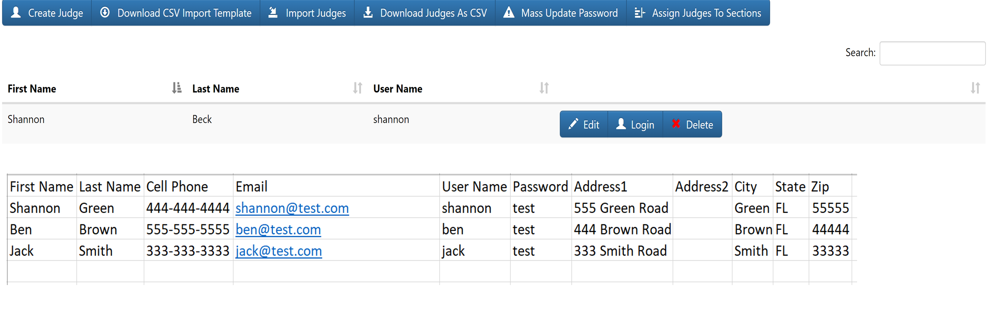 Create Judge Download CSV Import Template Import Judges Download Judges As CSV Mass Update Password Assign Judges To Sections
Search:
First Name Last Name User Name
Shannon Beck shannon Edit Login Delete
First Name Last Name Cell Phone Email User Name Password Address1 Address2 City State Zip
Shannon Green 444-444-4444 shannon@test.com shannon test 555 Green Road Green FL 55555
Ben Brown 555-555-5555 ben@test.com ben test 444 Brown Road Brown FL 44444
Jack Smith 333-333-3333 jack@test.com jack test 333 Smith Road Smith FL 33333